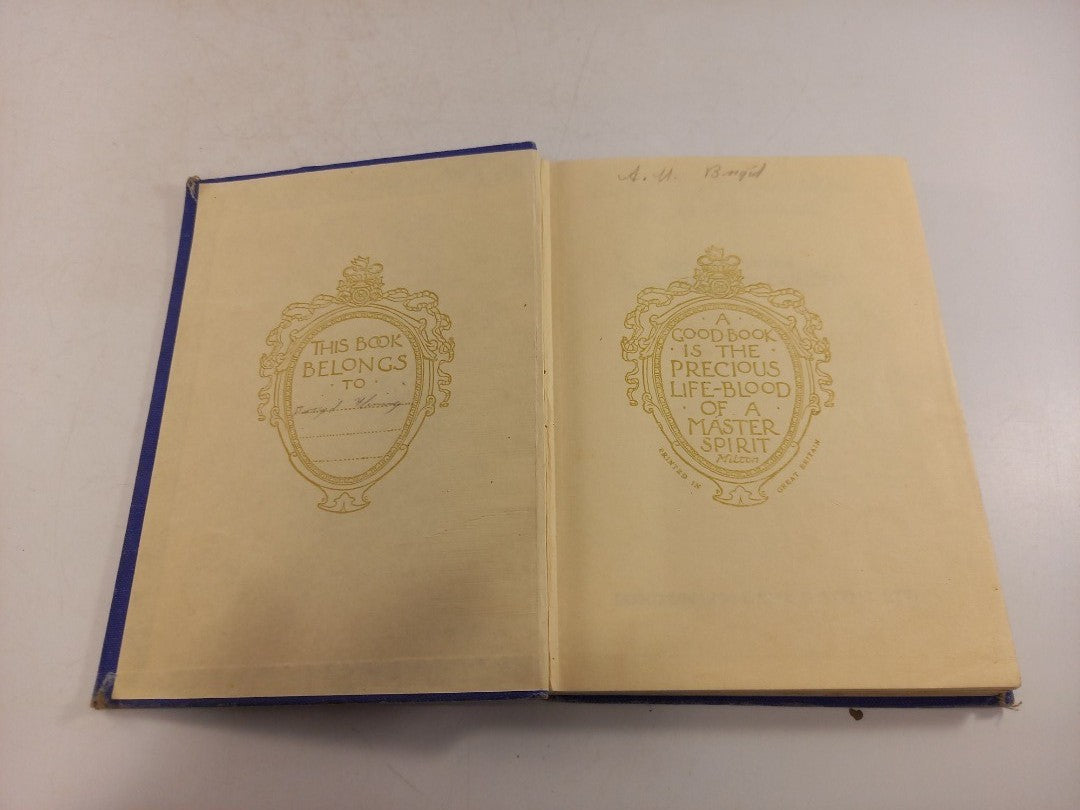 THIS BOOK
BELONGS
· TO ·
A. M.
· A ·
GOOD BOOK
· IS THE ·
PRECIOUS
LIFE-BLOOD
OF A
MASTER
SPIRIT
Milton
PRINTED IN GREAT BRITAIN